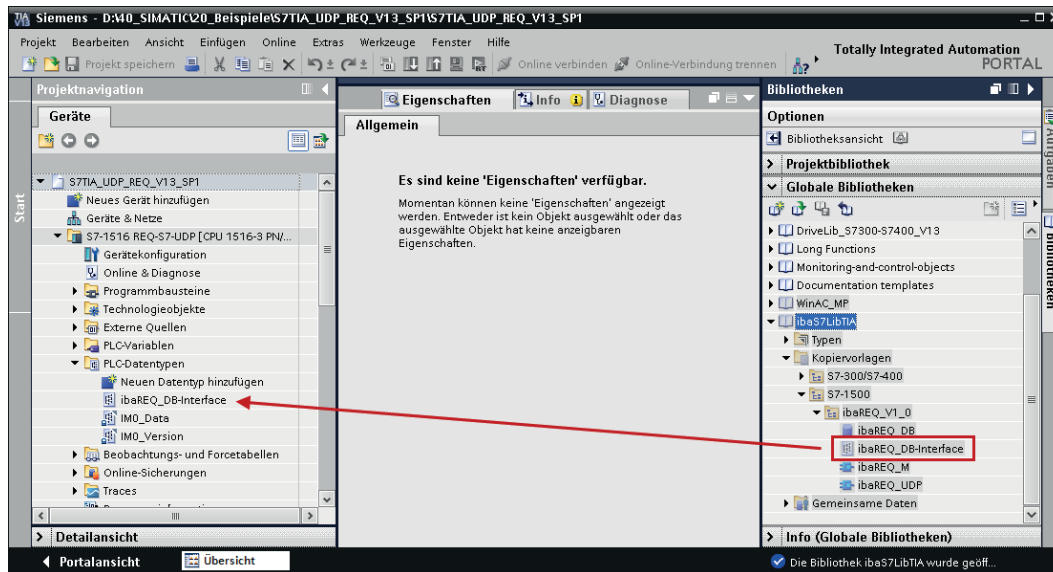 Siemens - D:\40_SIMATIC\20_Beispiele\S7TIA_UDP_REQ_V13_SP1\S7TIA_UDP_REQ_V13_SP1
Projekt Bearbeiten Ansicht Einfügen Online Extras Werkzeuge Fenster Hilfe
Totally Integrated Automation
PORTAL
Projekt speichern
Online verbinden
Online-Verbindung trennen
Start
Projektnavigation
Geräte
S7TIA_UDP_REQ_V13_SP1
Neues Gerät hinzufügen
Geräte & Netze
S7-1516 REQ-S7-UDP [CPU 1516-3 PN/...
Gerätekonfiguration
Online & Diagnose
Programmbausteine
Technologieobjekte
Externe Quellen
PLC-Variablen
PLC-Datentypen
Neuen Datentyp hinzufügen
ibaREQ_DB-Interface
IM0_Data
IM0_Version
Beobachtungs- und Forcetabellen
Online-Sicherungen
Traces
Detailansicht
Eigenschaften
Info
Diagnose
Allgemein
Es sind keine 'Eigenschaften' verfügbar.
Momentan können keine 'Eigenschaften' angezeigt
werden. Entweder ist kein Objekt ausgewählt oder das
ausgewählte Objekt hat keine anzeigbaren
Eigenschaften.
Bibliotheken
Optionen
Bibliotheksansicht
Projektbibliothek
Globale Bibliotheken
DriveLib_S7300-S7400_V13
Long Functions
Monitoring-and-control-objects
Documentation templates
WinAC_MP
ibaS7LibTIA
Typen
Kopiervorlagen
S7-300/S7-400
S7-1500
ibaREQ_V1_0
ibaREQ_DB
ibaREQ_DB-Interface
ibaREQ_M
ibaREQ_UDP
Gemeinsame Daten
Info (Globale Bibliotheken)
Aufgaben
Bibliotheken
Portalansicht
Übersicht
Die Bibliothek ibaS7LibTIA wurde geöff...